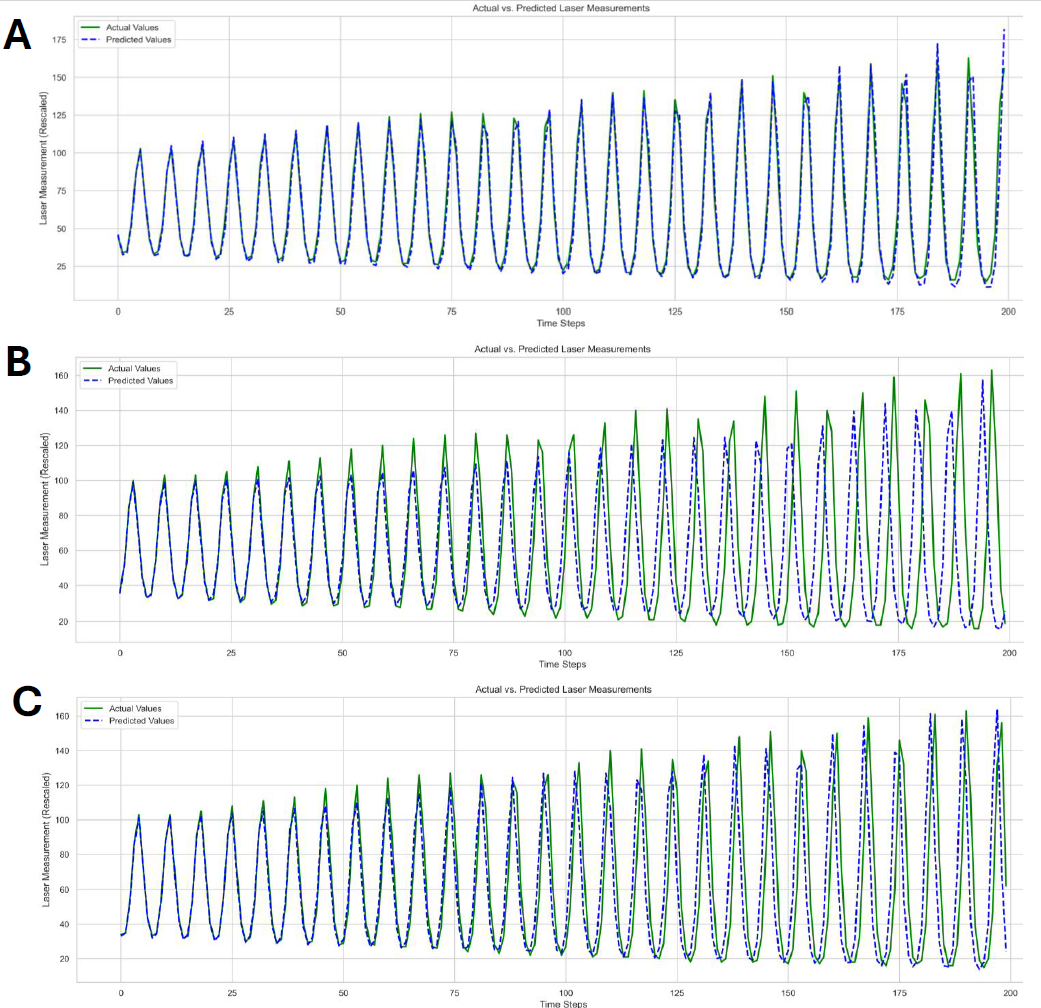 A
Actual vs. Predicted Laser Measurements
Actual Values
Predicted Values
Laser Measurement (Rescaled)
175
150
125
100
75
50
25
0 25 50 75 100 125 150 175 200
Time Steps
B
Actual vs. Predicted Laser Measurements
Actual Values
Predicted Values
Laser Measurement (Rescaled)
160
140
120
100
80
60
40
20
0 25 50 75 100 125 150 175 200
Time Steps
C
Actual vs. Predicted Laser Measurements
Actual Values
Predicted Values
Laser Measurement (Rescaled)
160
140
120
100
80
60
40
20
0 25 50 75 100 125 150 175 200
Time Steps